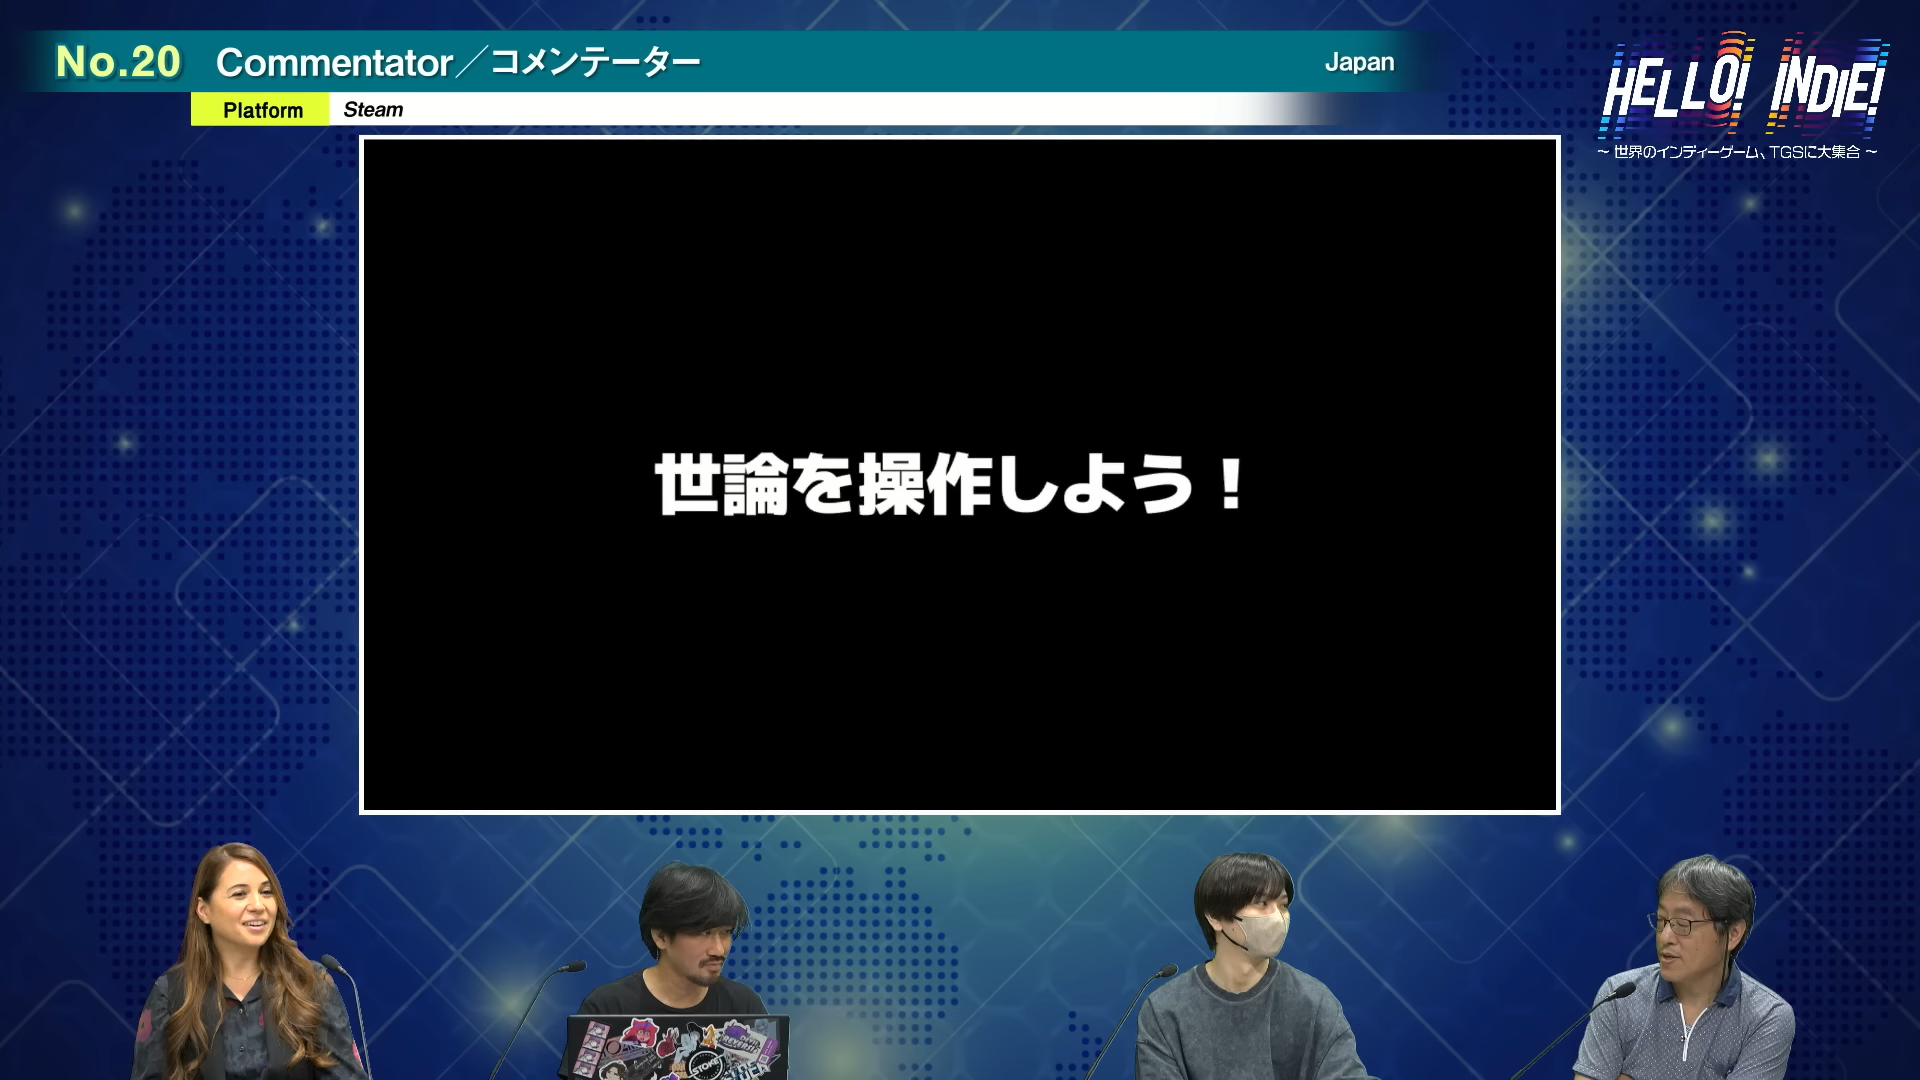 No.20 Commentator／コメンテーター Japan
Platform Steam
HELLO! INDIE!
～ 世界のインディーゲーム、TGSに大集合 ～
世論を操作しよう！